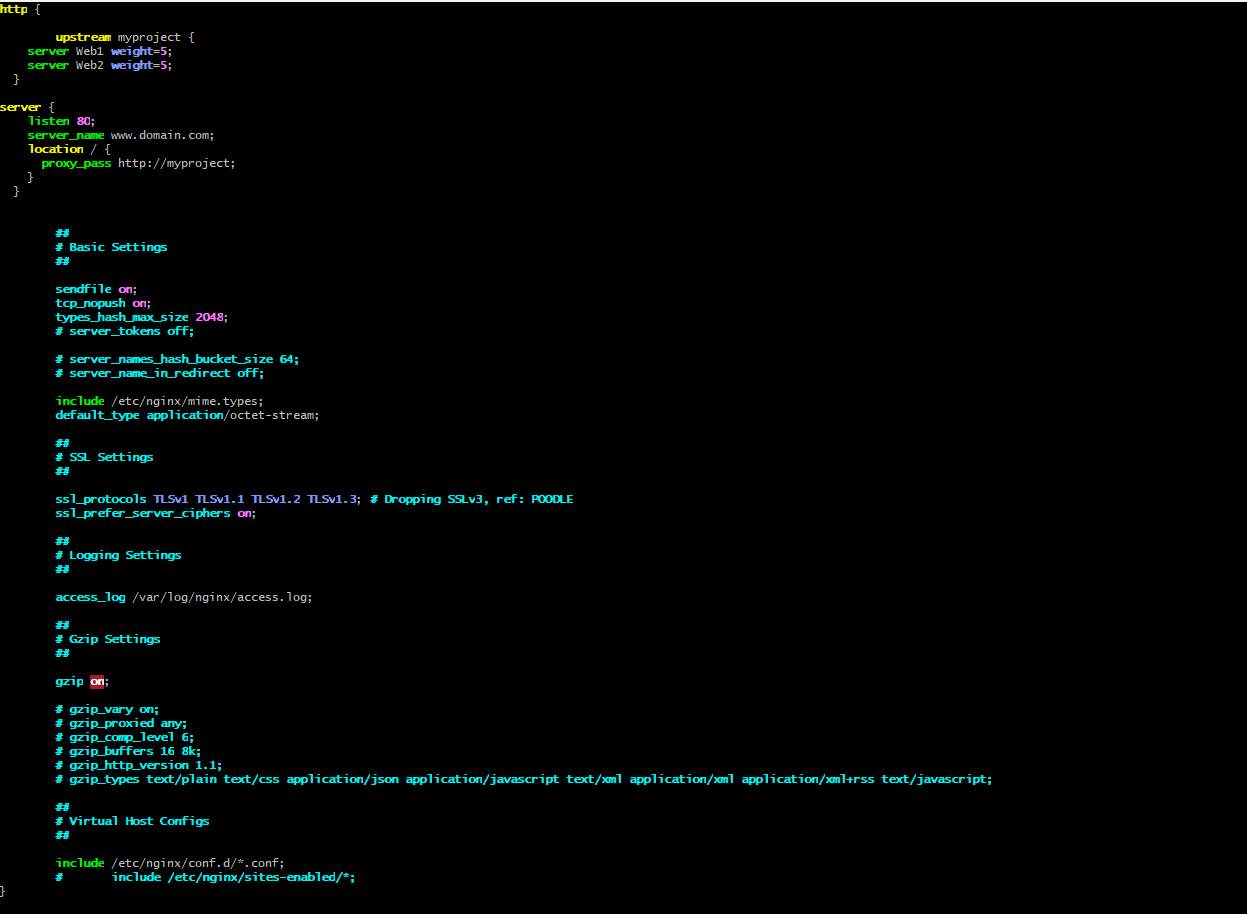 http {
upstream myproject {
server Web1 weight=5;
server Web2 weight=5;
}
server {
listen 80;
server_name www.domain.com;
location / {
proxy_pass http://myproject;
}
}
##
# Basic Settings
##
sendfile on;
tcp_nopush on;
types_hash_max_size 2048;
# server_tokens off;
# server_names_hash_bucket_size 64;
# server_name_in_redirect off;
include /etc/nginx/mime.types;
default_type application/octet-stream;
##
# SSL Settings
##
ssl_protocols TLSv1 TLSv1.1 TLSv1.2 TLSv1.3; # Dropping SSLv3, ref: POODLE
ssl_prefer_server_ciphers on;
##
# Logging Settings
##
access_log /var/log/nginx/access.log;
##
# Gzip Settings
##
gzip on;
# gzip_vary on;
# gzip_proxied any;
# gzip_comp_level 6;
# gzip_buffers 16 8k;
# gzip_http_version 1.1;
# gzip_types text/plain text/css application/json application/javascript text/xml application/xml application/xml+rss text/javascript;
##
# Virtual Host Configs
##
include /etc/nginx/conf.d/*.conf;
# include /etc/nginx/sites-enabled/*;
}